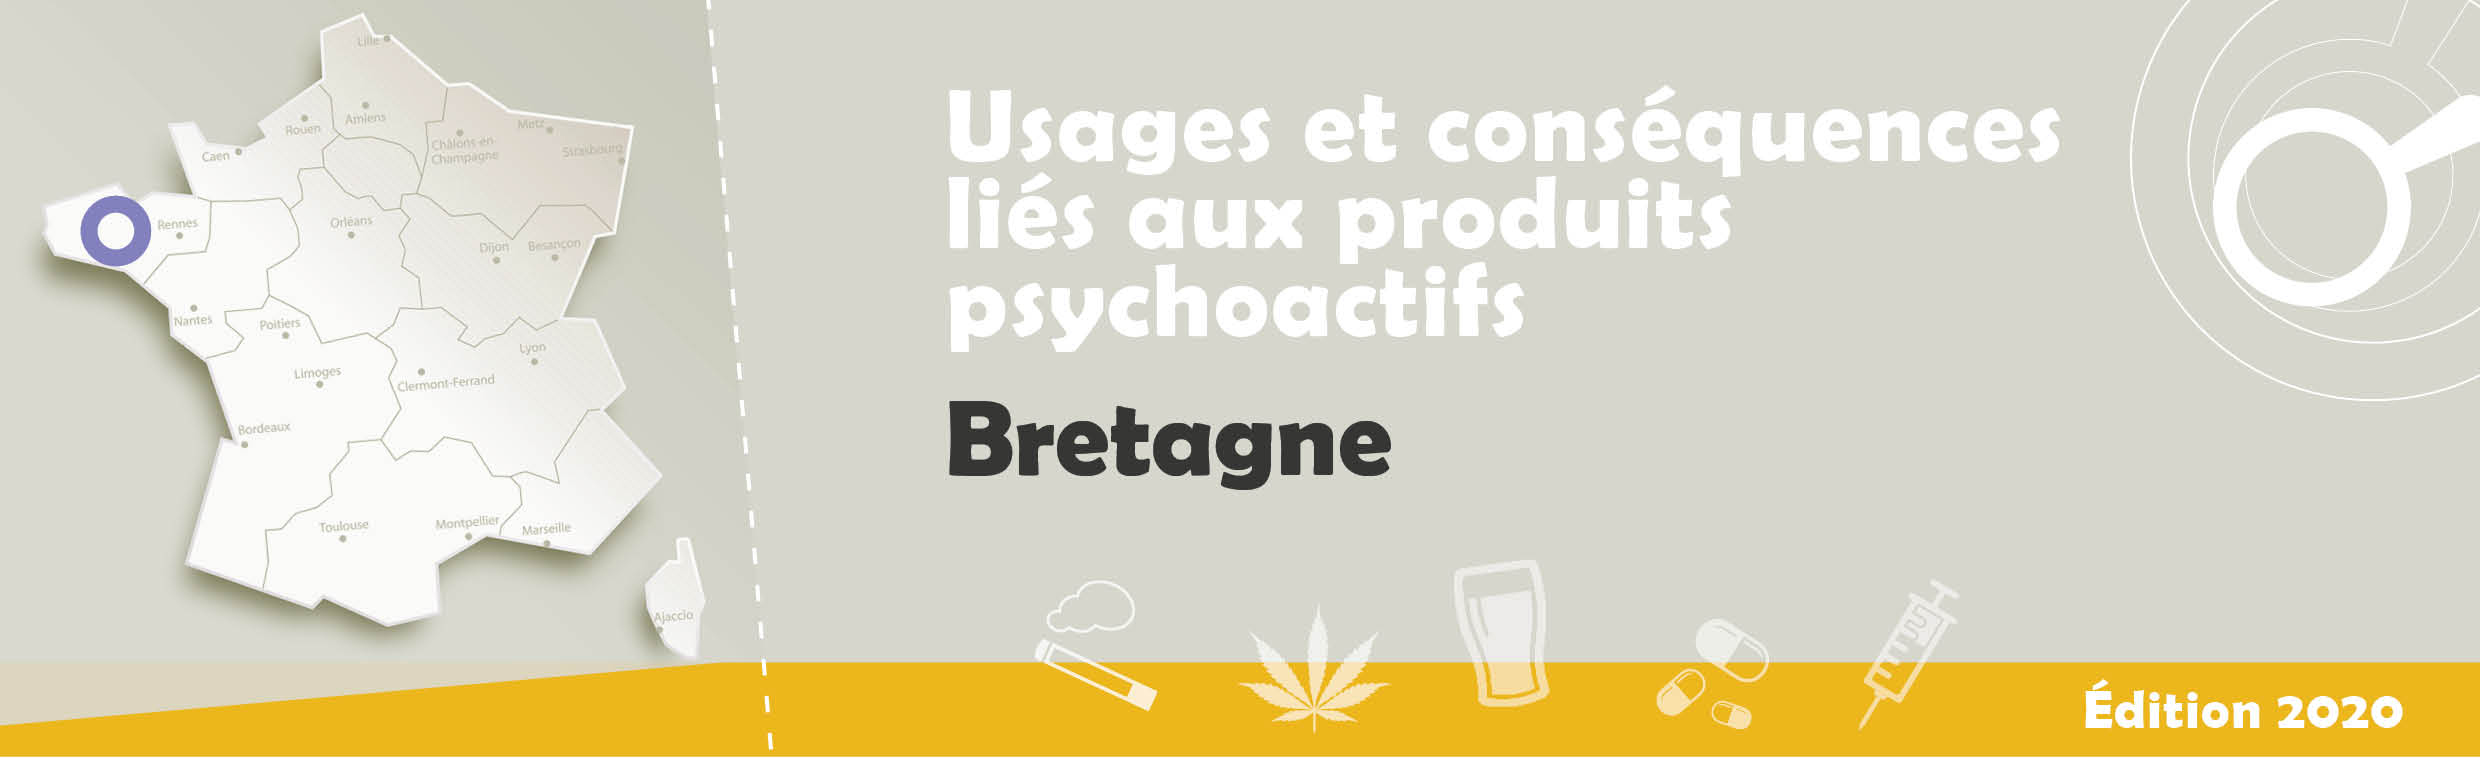 Lille
Amiens
Rouen
Metz
Châlons-en-
Champagne
Strasbourg
Caen
Rennes
Orléans
Dijon
Besançon
Nantes
Poitiers
Lyon
Limoges
Clermont-Ferrand
Bordeaux
Toulouse
Montpellier
Marseille
Ajaccio
Usages et conséquences
liés aux produits
psychoactifs
Bretagne
Édition 2020